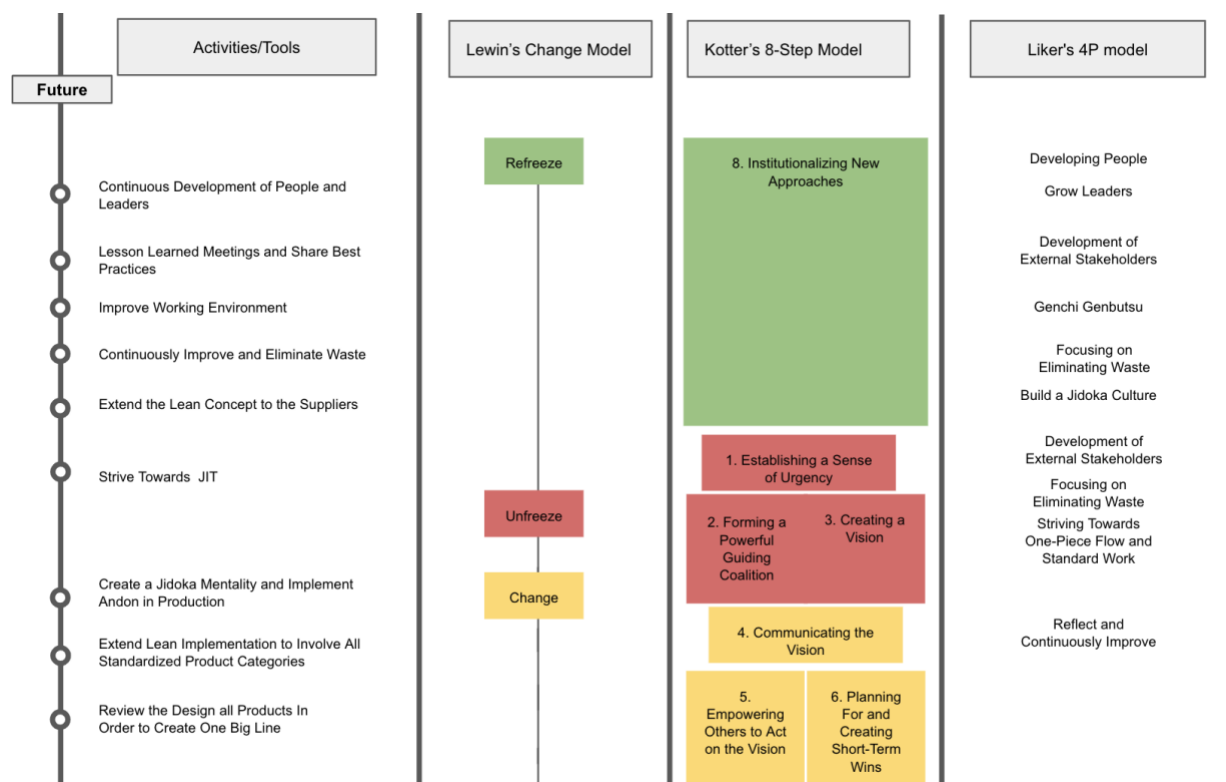 Activities/Tools
Lewin's Change Model
Kotter's 8-Step Model
Liker's 4P model
Future
Continuous Development of People and
Leaders
Lesson Learned Meetings and Share Best
Practices
Improve Working Environment
Continuously Improve and Eliminate Waste
Extend the Lean Concept to the Suppliers
Strive Towards JIT
Create a Jidoka Mentality and Implement
Andon in Production
Extend Lean Implementation to Involve All
Standardized Product Categories
Review the Design all Products In
Order to Create One Big Line
Refreeze
Unfreeze
Change
8. Institutionalizing New
Approaches
1. Establishing a Sense
of Urgency
2. Forming a
Powerful
Guiding
Coalition
3. Creating a
Vision
4. Communicating the
Vision
5.
Empowering
Others to Act
on the Vision
6. Planning
For and
Creating
Short-Term
Wins
Developing People
Grow Leaders
Development of
External Stakeholders
Genchi Genbutsu
Focusing on
Eliminating Waste
Build a Jidoka Culture
Development of
External Stakeholders
Focusing on
Eliminating Waste
Striving Towards
One-Piece Flow and
Standard Work
Reflect and
Continuously Improve